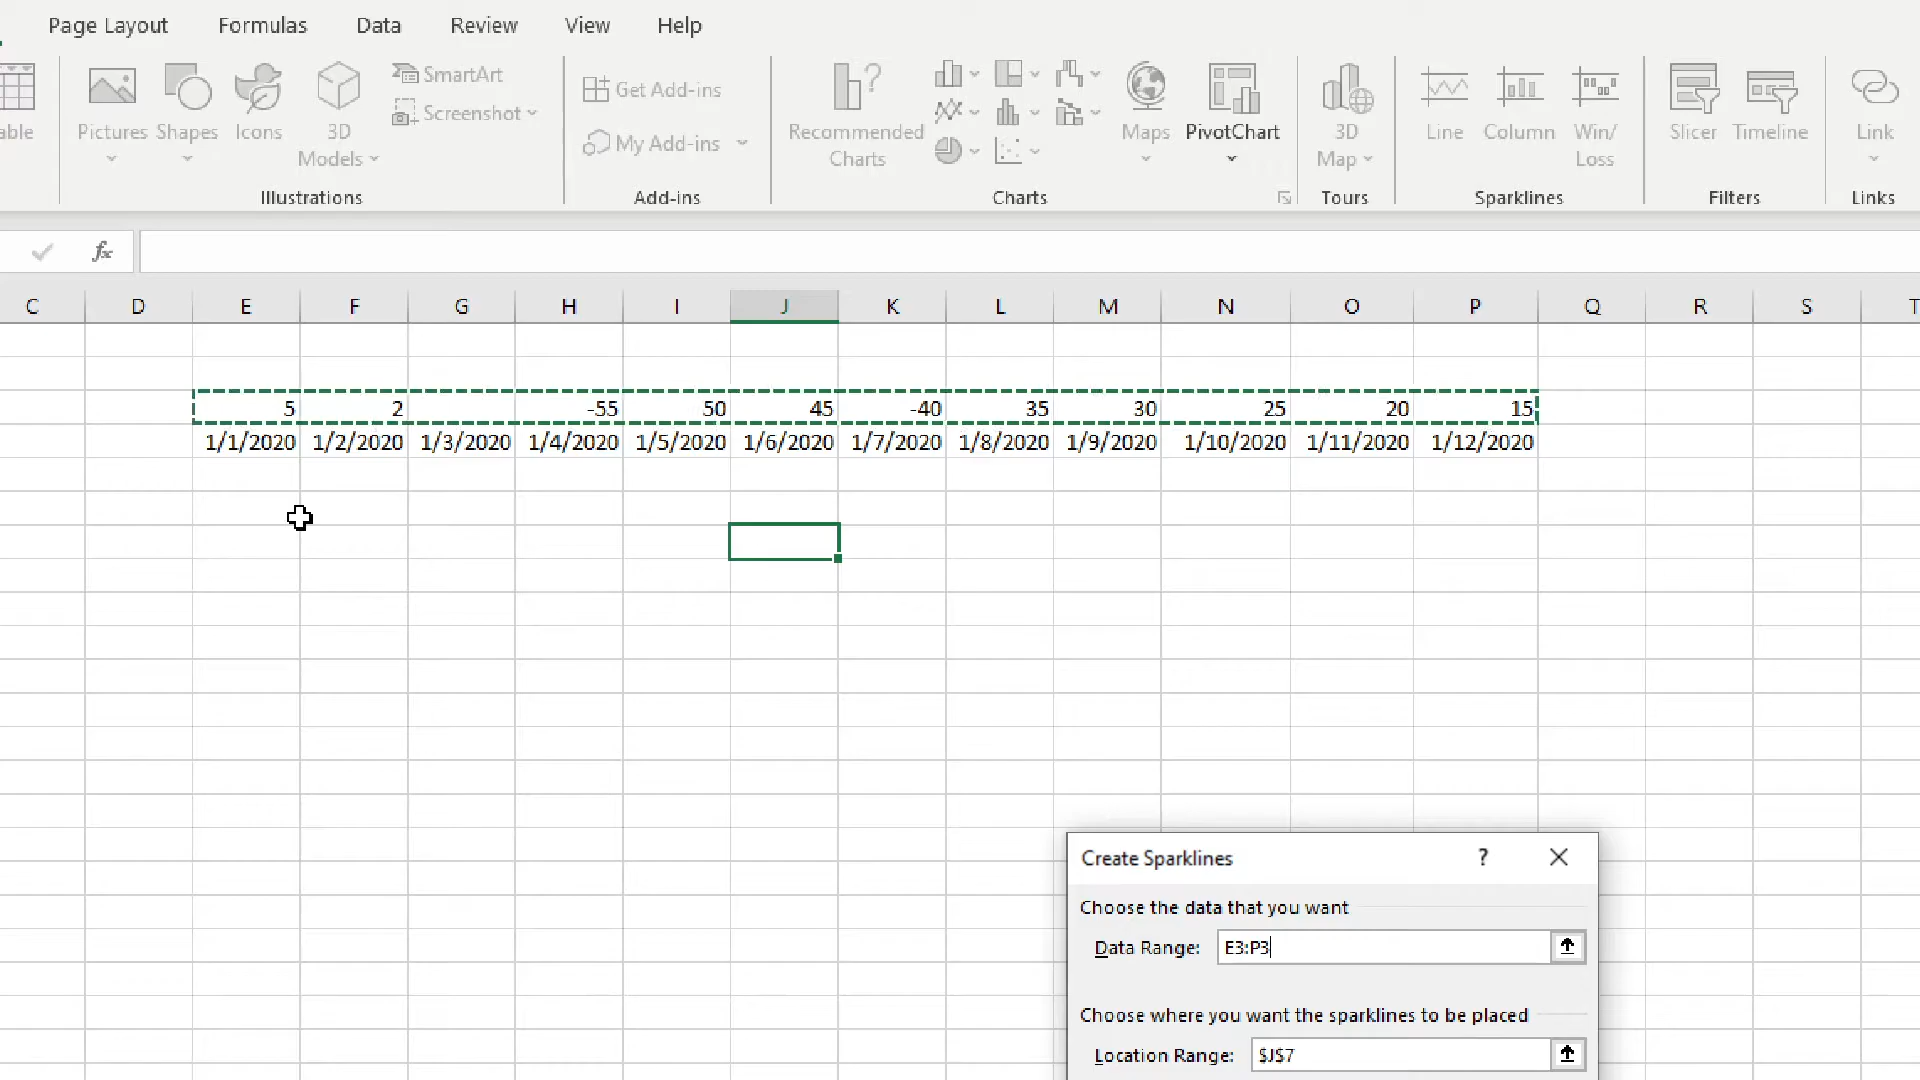 Page Layout Formulas Data Review View Help
able Pictures Shapes Icons 3D Models SmartArt Screenshot Get Add-ins My Add-ins Recommended Charts Maps PivotChart 3D Map Line Column Win/ Loss Slicer Timeline Link
Illustrations Add-ins Charts Tours Sparklines Filters Links
fx
C D E F G H I J K L M N O P Q R S T
5 2 -55 50 45 -40 35 30 25 20 15
1/1/2020 1/2/2020 1/3/2020 1/4/2020 1/5/2020 1/6/2020 1/7/2020 1/8/2020 1/9/2020 1/10/2020 1/11/2020 1/12/2020
Create Sparklines ?
Choose the data that you want
Data Range: E3:P3
Choose where you want the sparklines to be placed
Location Range: $J$7